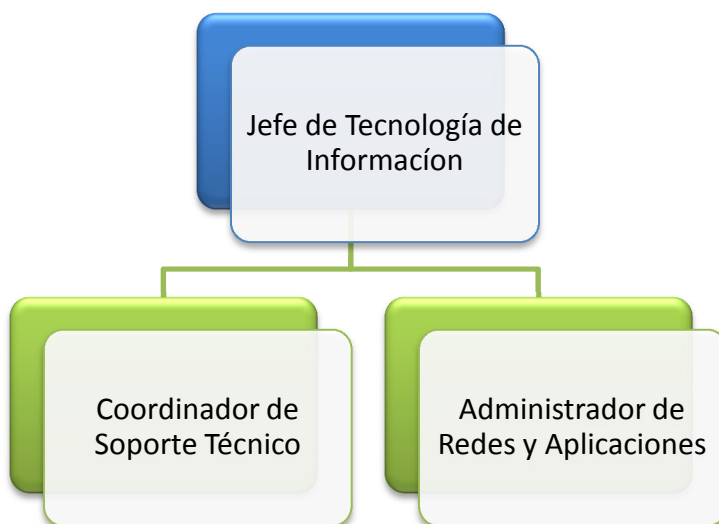 Jefe de Tecnología de
Informacíon
Coordinador de
Soporte Técnico
Administrador de
Redes y Aplicaciones